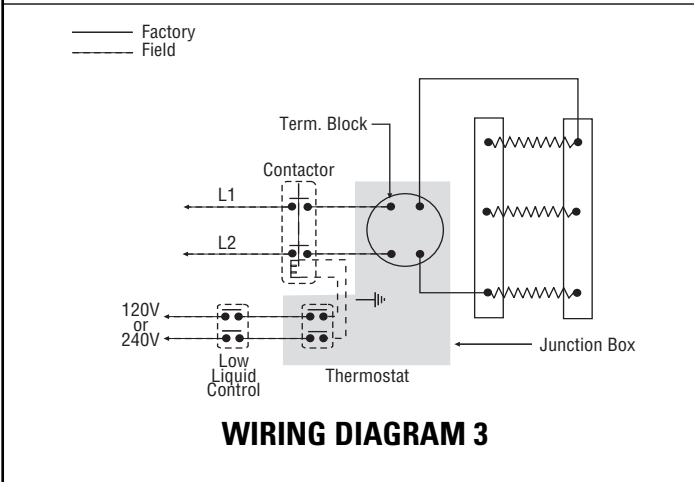 Factory
Field
Term. Block
Contactor
L1
L2
120V
or
240V
Low
Liquid
Control
Thermostat
Junction Box
WIRING DIAGRAM 3